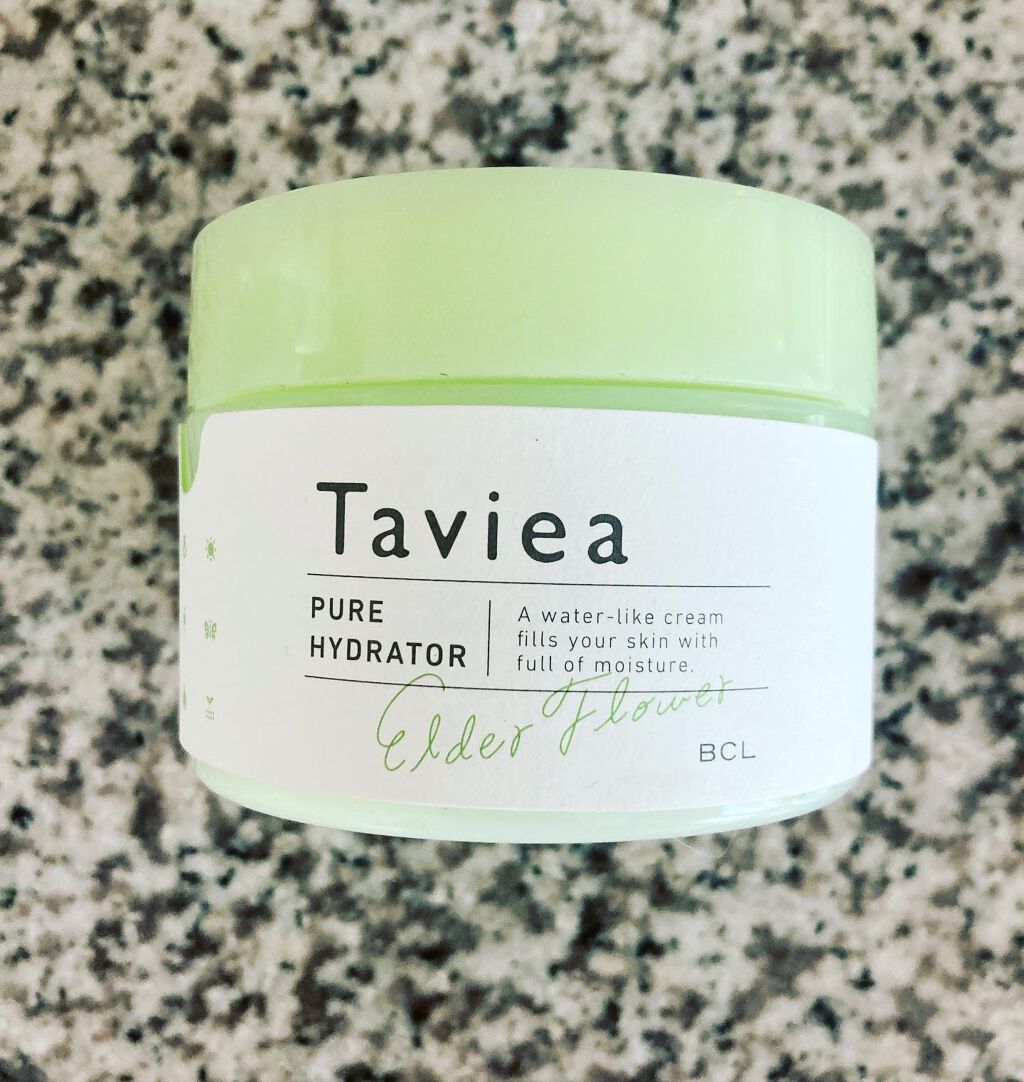 Taviea
PURE
HYDRATOR
A water-like cream
fills your skin with
full of moisture.
Elder Flower
BCL